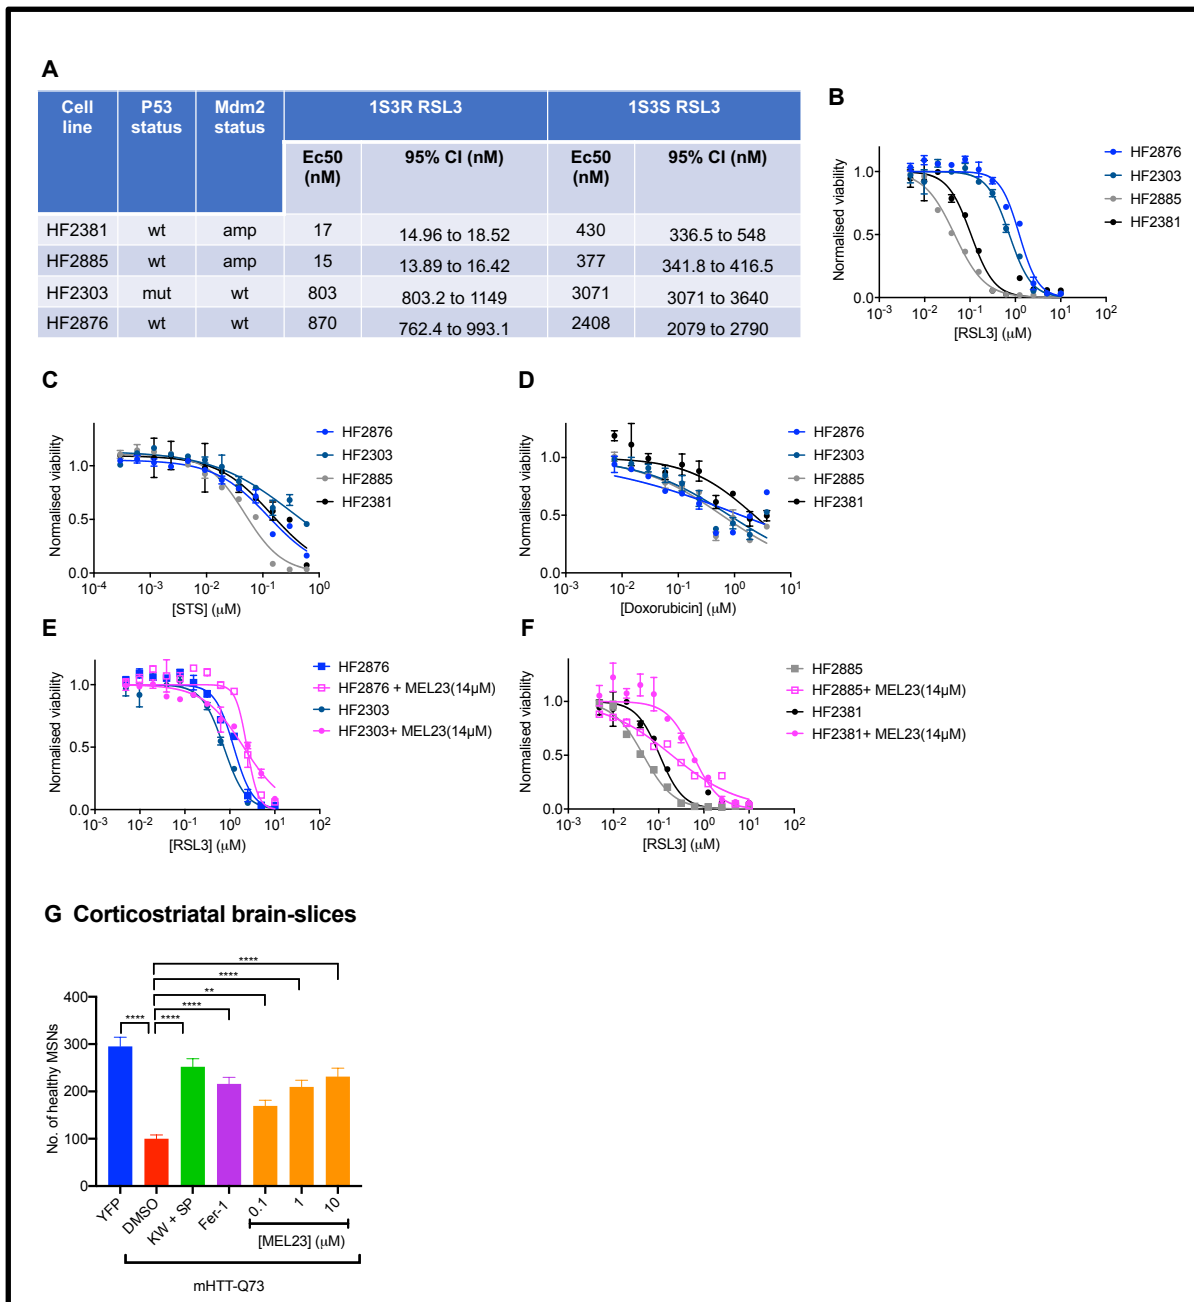 A
Cell line P53 status Mdm2 status 1S3R RSL3 1S3S RSL3
Ec50 (nM) 95% CI (nM) Ec50 (nM) 95% CI (nM)
HF2381 wt amp 17 14.96 to 18.52 430 336.5 to 548
HF2885 wt amp 15 13.89 to 16.42 377 341.8 to 416.5
HF2303 mut wt 803 803.2 to 1149 3071 3071 to 3640
HF2876 wt wt 870 762.4 to 993.1 2408 2079 to 2790
B
Normalised viability
1.0
0.5
0.0
10-3 10-2 10-1 100 101 102
[RSL3] (μM)
HF2876
HF2303
HF2885
HF2381
C
Normalised viability
1.0
0.5
0.0
10-4 10-3 10-2 10-1 100
[STS] (μM)
HF2876
HF2303
HF2885
HF2381
D
Normalised viability
1.0
0.5
0.0
10-3 10-2 10-1 100 101
[Doxorubicin] (μM)
HF2876
HF2303
HF2885
HF2381
E
Normalised viability
1.0
0.5
0.0
10-3 10-2 10-1 100 101 102
[RSL3] (μM)
HF2876
HF2876 + MEL23(14μM)
HF2303
HF2303+ MEL23(14μM)
F
Normalised viability
1.0
0.5
0.0
10-3 10-2 10-1 100 101 102
[RSL3] (μM)
HF2885
HF2885+ MEL23(14μM)
HF2381
HF2381+ MEL23(14μM)
G Corticostriatal brain-slices
No. of healthy MSNs
400
300
200
100
0
****
****
**
****
**** ****
YFP DMSO KW + SP Fer-1 0.1 1 10
[MEL23] (μM)
mHTT-Q73